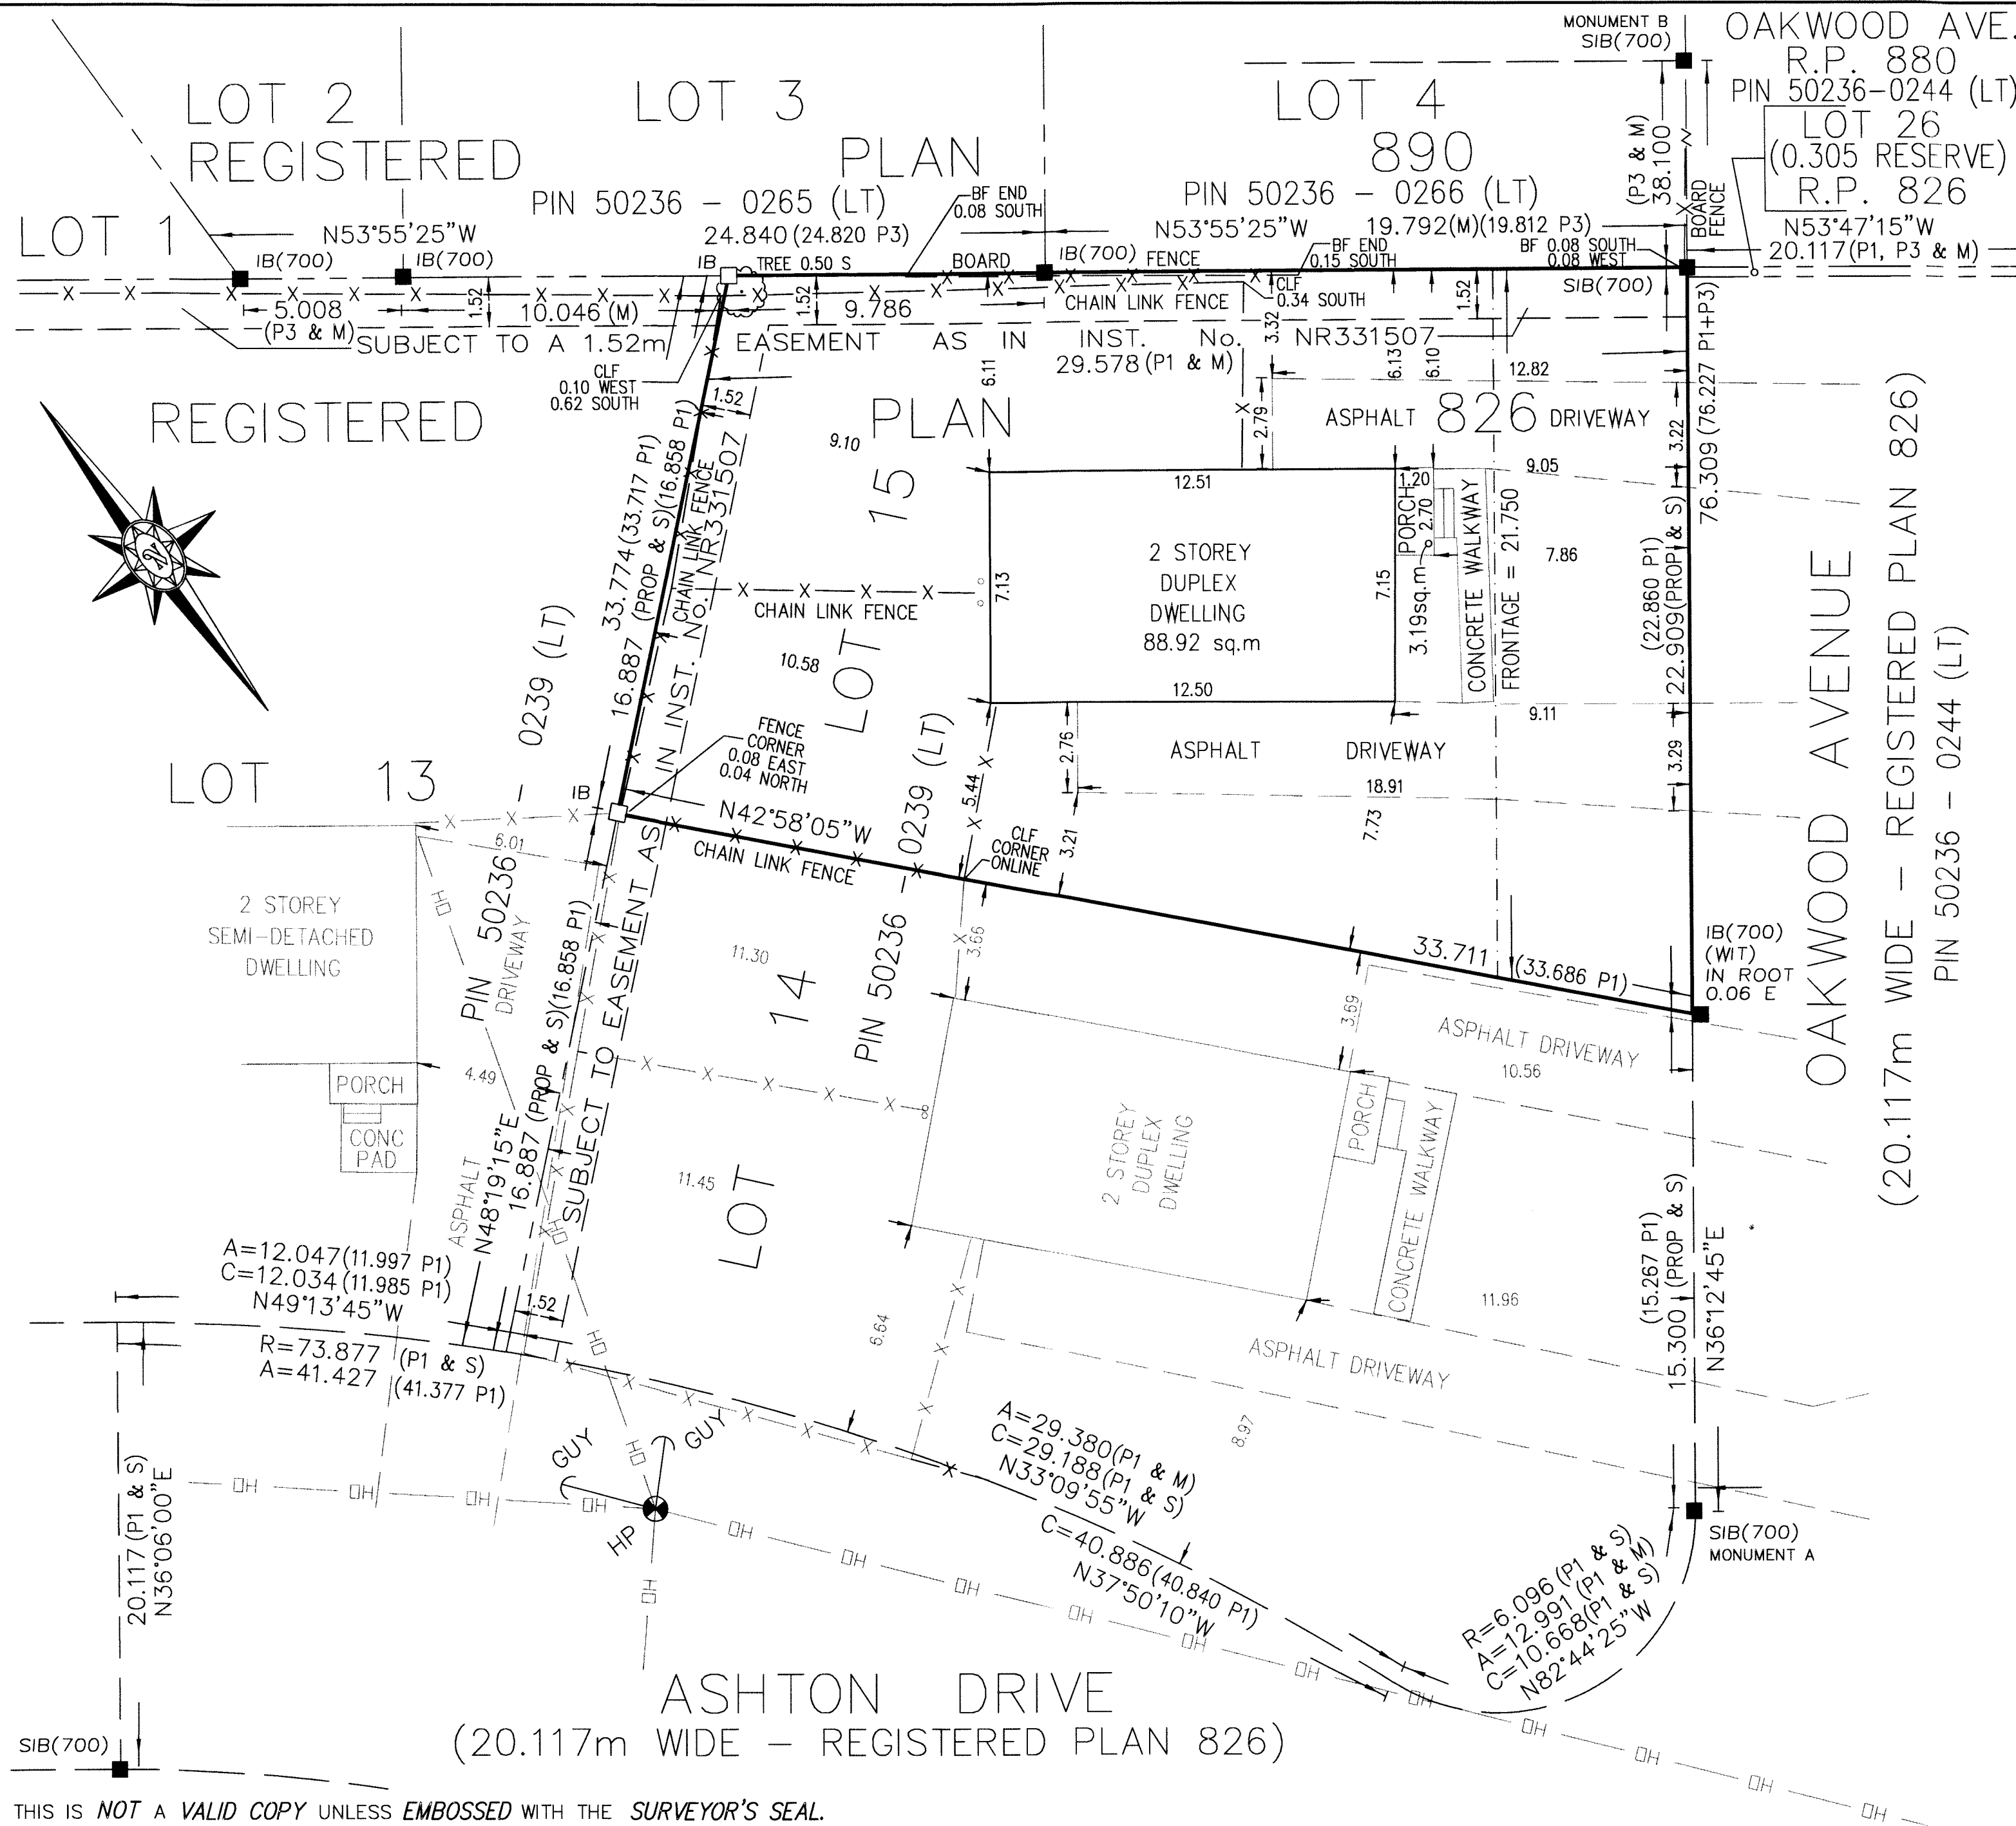 MONUMENT B
SIB(700)
OAKWOOD AVE.
R.P. 880
PIN 50236-0244 (LT)
LOT 26
(0.305 RESERVE)
R.P. 826
N53°47'15"W
20.117(P1, P3 & M)
LOT 2
REGISTERED
LOT 3
PLAN
LOT 4
890
(P3 & M)
38.100
BOARD
FENCE
PIN 50236 - 0265 (LT)
BF END
0.08 SOUTH
PIN 50236 - 0266 (LT)
LOT 1
N53°55'25"W
24.840(24.820 P3)
N53°55'25"W
19.792(M)(19.812 P3)
IB(700)
IB(700)
IB
TREE 0.50 S
BOARD
IB(700)
FENCE
BF END
0.15 SOUTH
BF 0.08 SOUTH
0.08 WEST
SIB(700)
5.008
(P3 & M)
1.52
10.046(M)
1.52
9.786
CHAIN LINK FENCE
CLF
0.34 SOUTH
1.52
SUBJECT TO A 1.52m
EASEMENT AS IN INST. No. NR331507
29.578(P1 & M)
3.32
6.11
6.13
6.10
12.82
CLF
0.10 WEST
0.62 SOUTH
1.52
REGISTERED
PLAN
826
ASPHALT
DRIVEWAY
2.79
3.22
76.309(76.227 P1+P3)
9.10
15
LOT
33.774(33.717 P1)
16.887 (PROP & S)(16.858 P1)
CHAIN LINK FENCE
IN INST. No. NR331507
12.51
1.20
9.05
PORCH
2.70
3.19sq.m
CONCRETE WALKWAY
FRONTAGE = 21.750
7.86
2 STOREY
DUPLEX
DWELLING
88.92 sq.m
7.13
7.15
12.50
CHAIN LINK FENCE
10.58
9.11
(22.860 P1)
22.909(PROP & S)
3.29
OAKWOOD AVENUE
(20.117m WIDE - REGISTERED PLAN 826)
PIN 50236 - 0244 (LT)
FENCE
CORNER
0.08 EAST
0.04 NORTH
ASPHALT
DRIVEWAY
2.76
18.91
7.73
5.44
3.21
LOT 13
IB
N42°58'05"W
CHAIN LINK FENCE
CLF
CORNER
ONLINE
33.711
(33.686 P1)
IB(700)
(WIT)
IN ROOT
0.06 E
PIN 50236 - 0239 (LT)
6.01
2 STOREY
SEMI-DETACHED
DWELLING
DRIVEWAY
ASPHALT
4.49
PORCH
CONC
PAD
N48°19'15"E
16.887 (PROP & S)(16.858 P1)
SUBJECT TO EASEMENT AS
11.30
14
LOT
11.45
PIN 50236 - 0239 (LT)
3.66
3.69
ASPHALT DRIVEWAY
10.56
2 STOREY
DUPLEX
DWELLING
PORCH
CONCRETE WALKWAY
11.96
(15.267 P1)
15.300 (PROP & S)
N36°12'45"E
A=12.047(11.997 P1)
C=12.034(11.985 P1)
N49°13'45"W
1.52
R=73.877 (P1 & S)
A=41.427 (41.377 P1)
6.64
ASPHALT DRIVEWAY
8.97
20.117(P1 & S)
N36°06'00"E
GUY
GUY
HP
OH OH OH OH OH OH OH OH OH OH
A=29.380(P1 & M)
C=29.188(P1 & S)
N33°09'55"W
C=40.886(40.840 P1)
N37°50'10"W
SIB(700)
MONUMENT A
R=6.096(P1 & S)
A=12.991(P1 & M)
C=10.668(P1 & S)
N82°44'25"W
ASHTON DRIVE
(20.117m WIDE - REGISTERED PLAN 826)
SIB(700)
THIS IS NOT A VALID COPY UNLESS EMBOSSED WITH THE SURVEYOR'S SEAL.